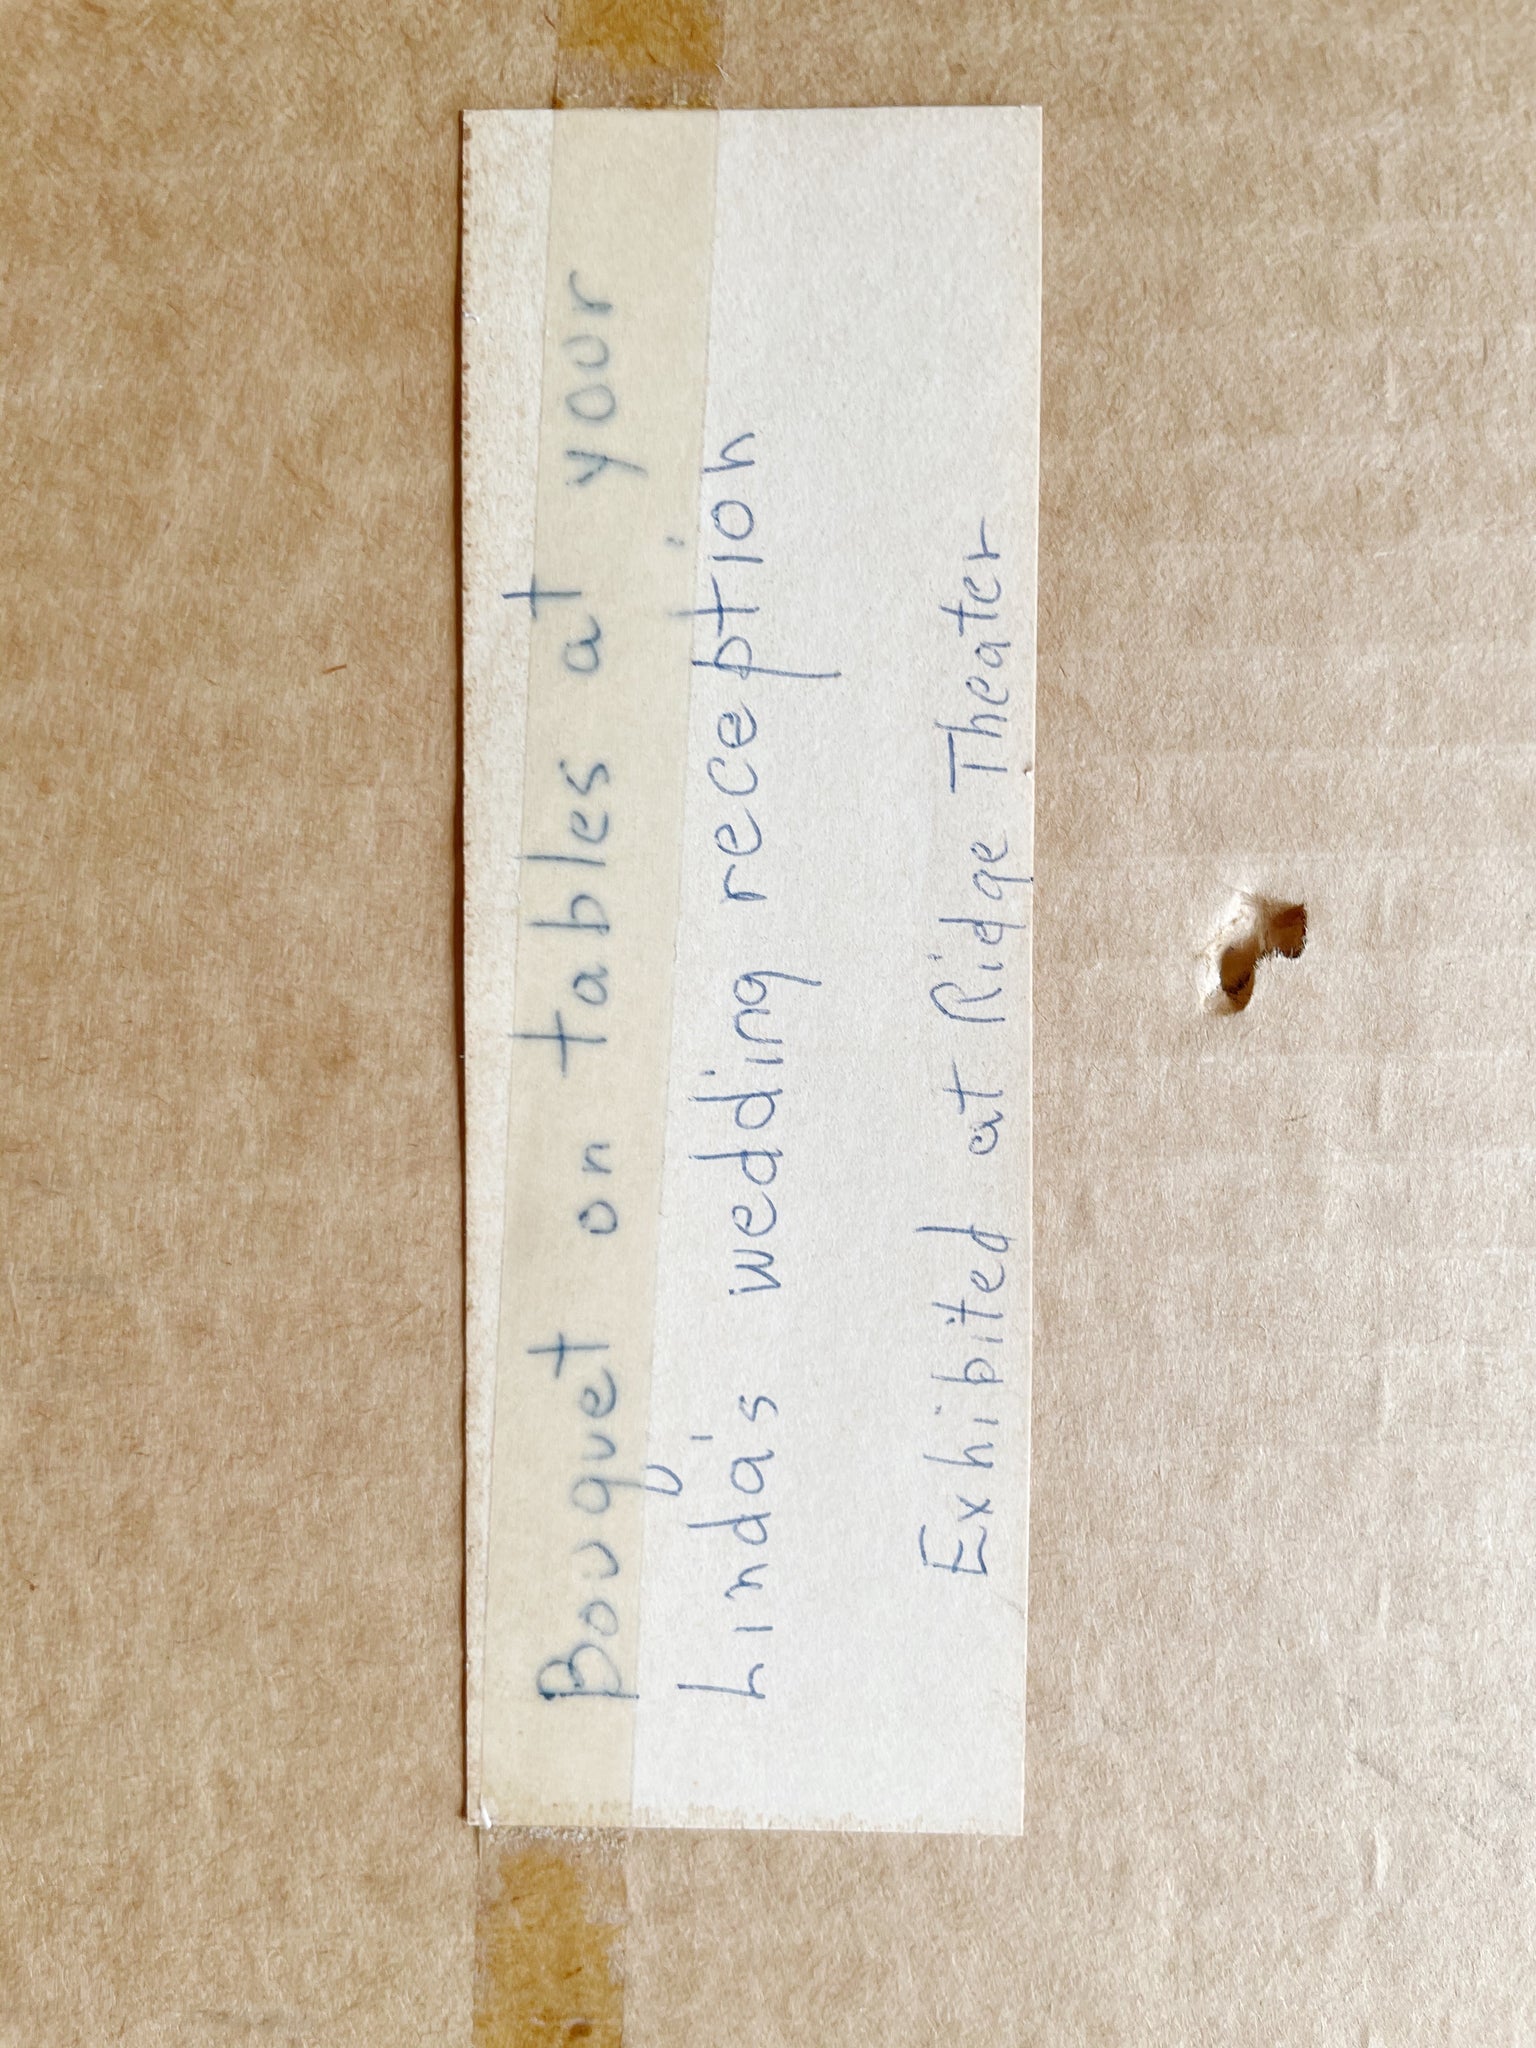 Bouquet on tables at your
Linda's wedding reception
Exhibited at Ridge Theater